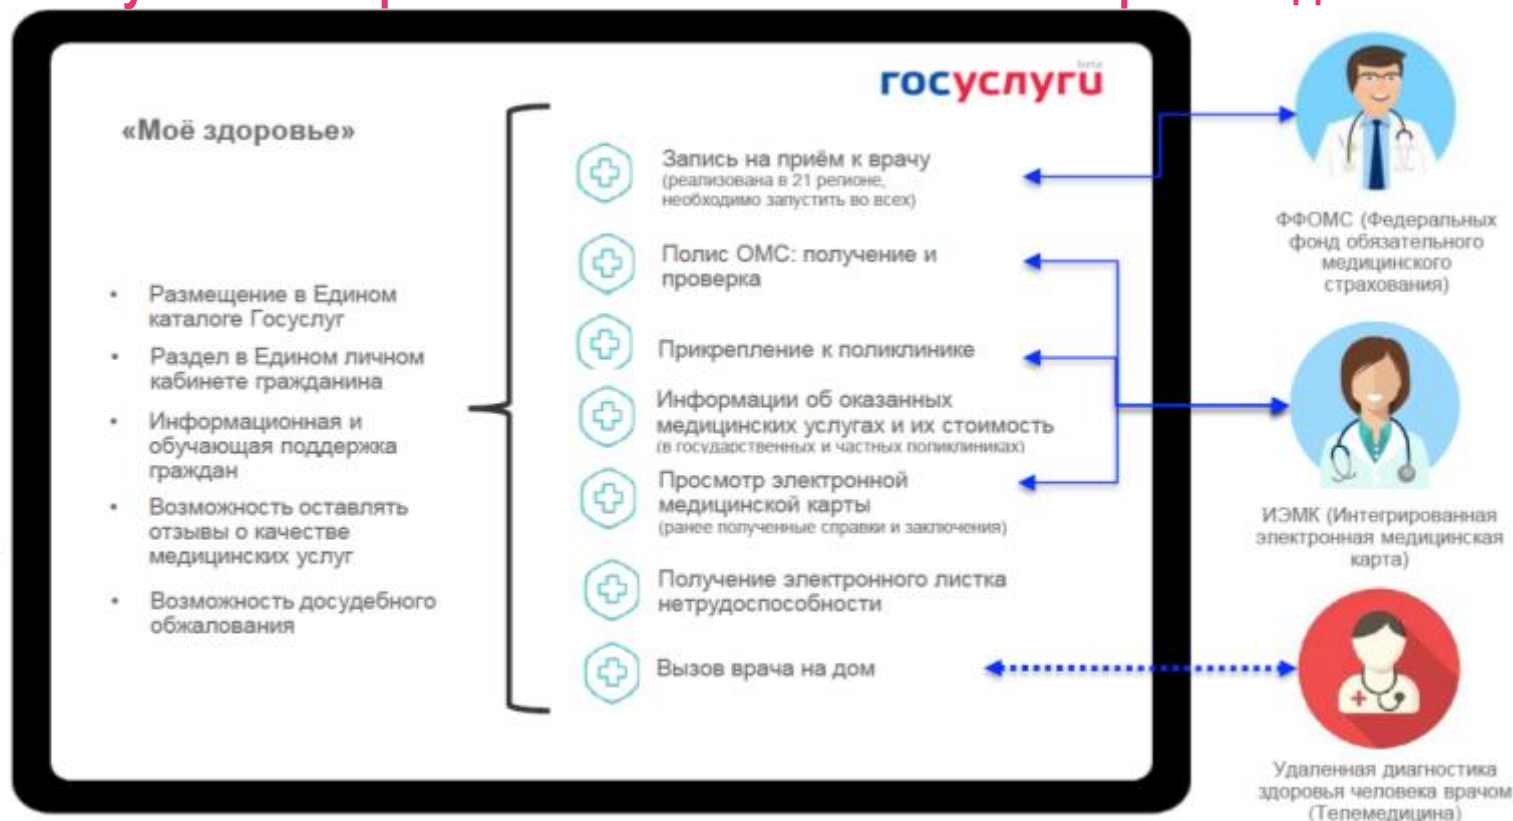 beta
госуслуги
«Моё здоровье»
• Размещение в Едином
каталоге Госуслуг
• Раздел в Едином личном
кабинете гражданина
• Информационная и
обучающая поддержка
граждан
• Возможность оставлять
отзывы о качестве
медицинских услуг
• Возможность досудебного
обжалования
Запись на приём к врачу
(реализована в 21 регионе,
необходимо запустить во всех)
Полис ОМС: получение и
проверка
Прикрепление к поликлинике
Информации об оказанных
медицинских услугах и их стоимость
(в государственных и частных поликлиниках)
Просмотр электронной
медицинской карты
(ранее полученные справки и заключения)
Получение электронного листка
нетрудоспособности
Вызов врача на дом
ФФОМС (Федеральных
фонд обязательного
медицинского
страхования)
ИЭМК (Интегрированная
электронная медицинская
карта)
Удаленная диагностика
здоровья человека врачом
(Телемедицина)